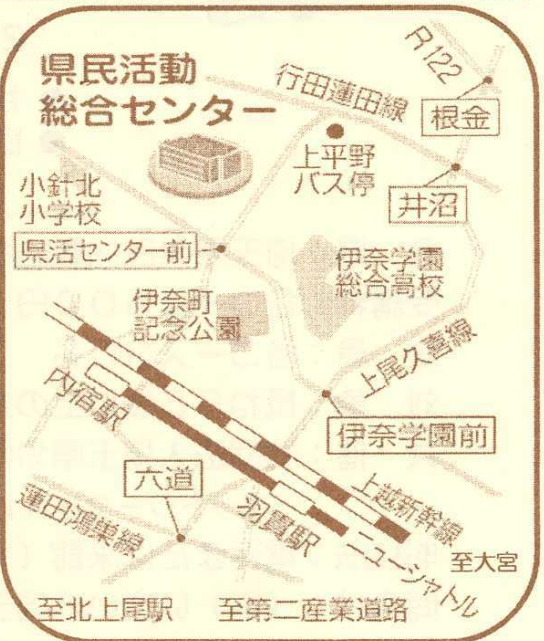 県民活動
総合センター
R122
行田蓮田線
根金
上平野
バス停
井沼
小針北
小学校
県活センター前
伊奈学園
総合高校
伊奈町
記念公園
上尾久喜線
内宿駅
伊奈学園前
六道
羽貫駅
上越新幹線
蓮田鴻巣線
ニューシャトル
至大宮
至北上尾駅
至第二産業道路